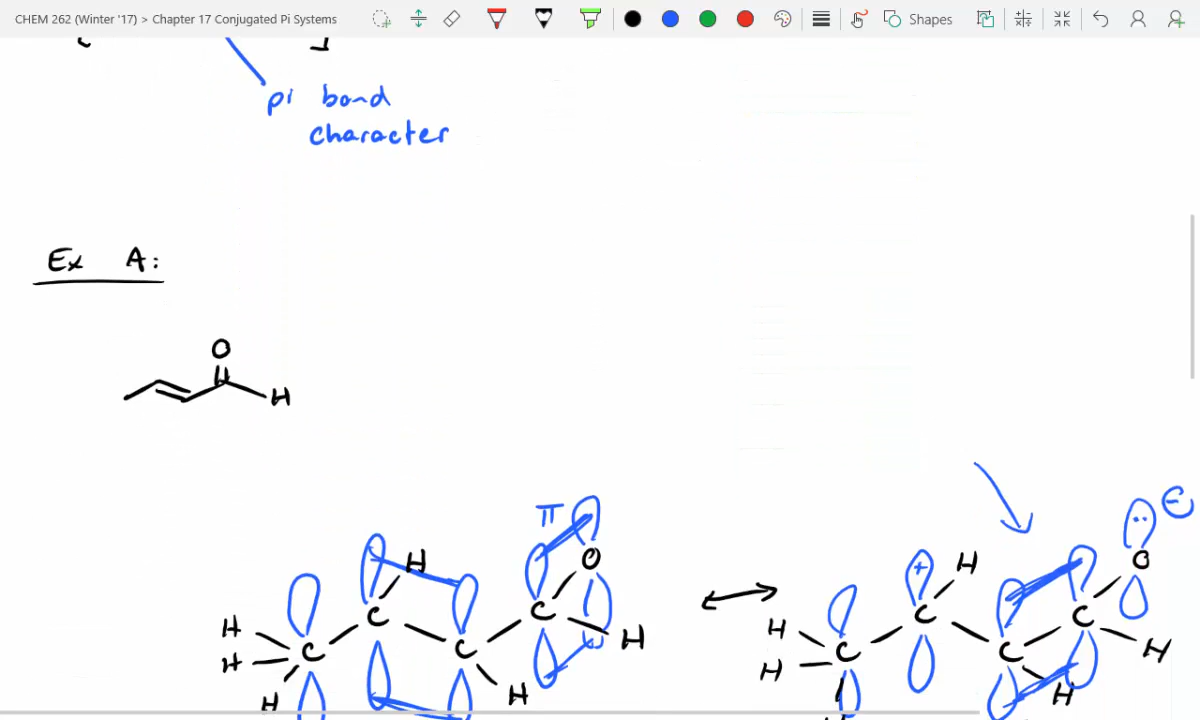 CHEM 262 (Winter '17) > Chapter 17 Conjugated Pi Systems
Shapes
pi bond
character
Ex A:
O
H
π O
H C H
H C C H
H C H
H
H O ⊖
+ H
H C C H
H C C H
H